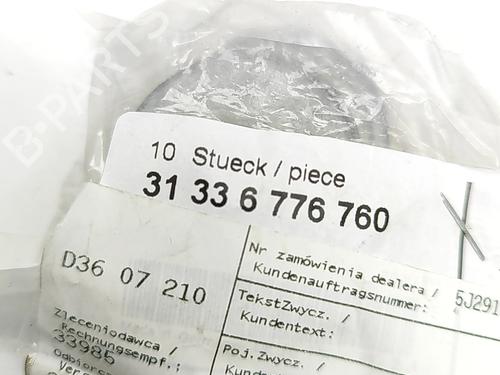 B-PARTS
10 Stueck / piece
31 33 6 776 760
D36 07 210
Nr zamówienia dealera /
Kundenauftragsnummer:
5J291
TekstZwycz. /
Kundentext:
Zleceniodawca /
Rechnungsempf.:
33985
Poj.Zwycz. /